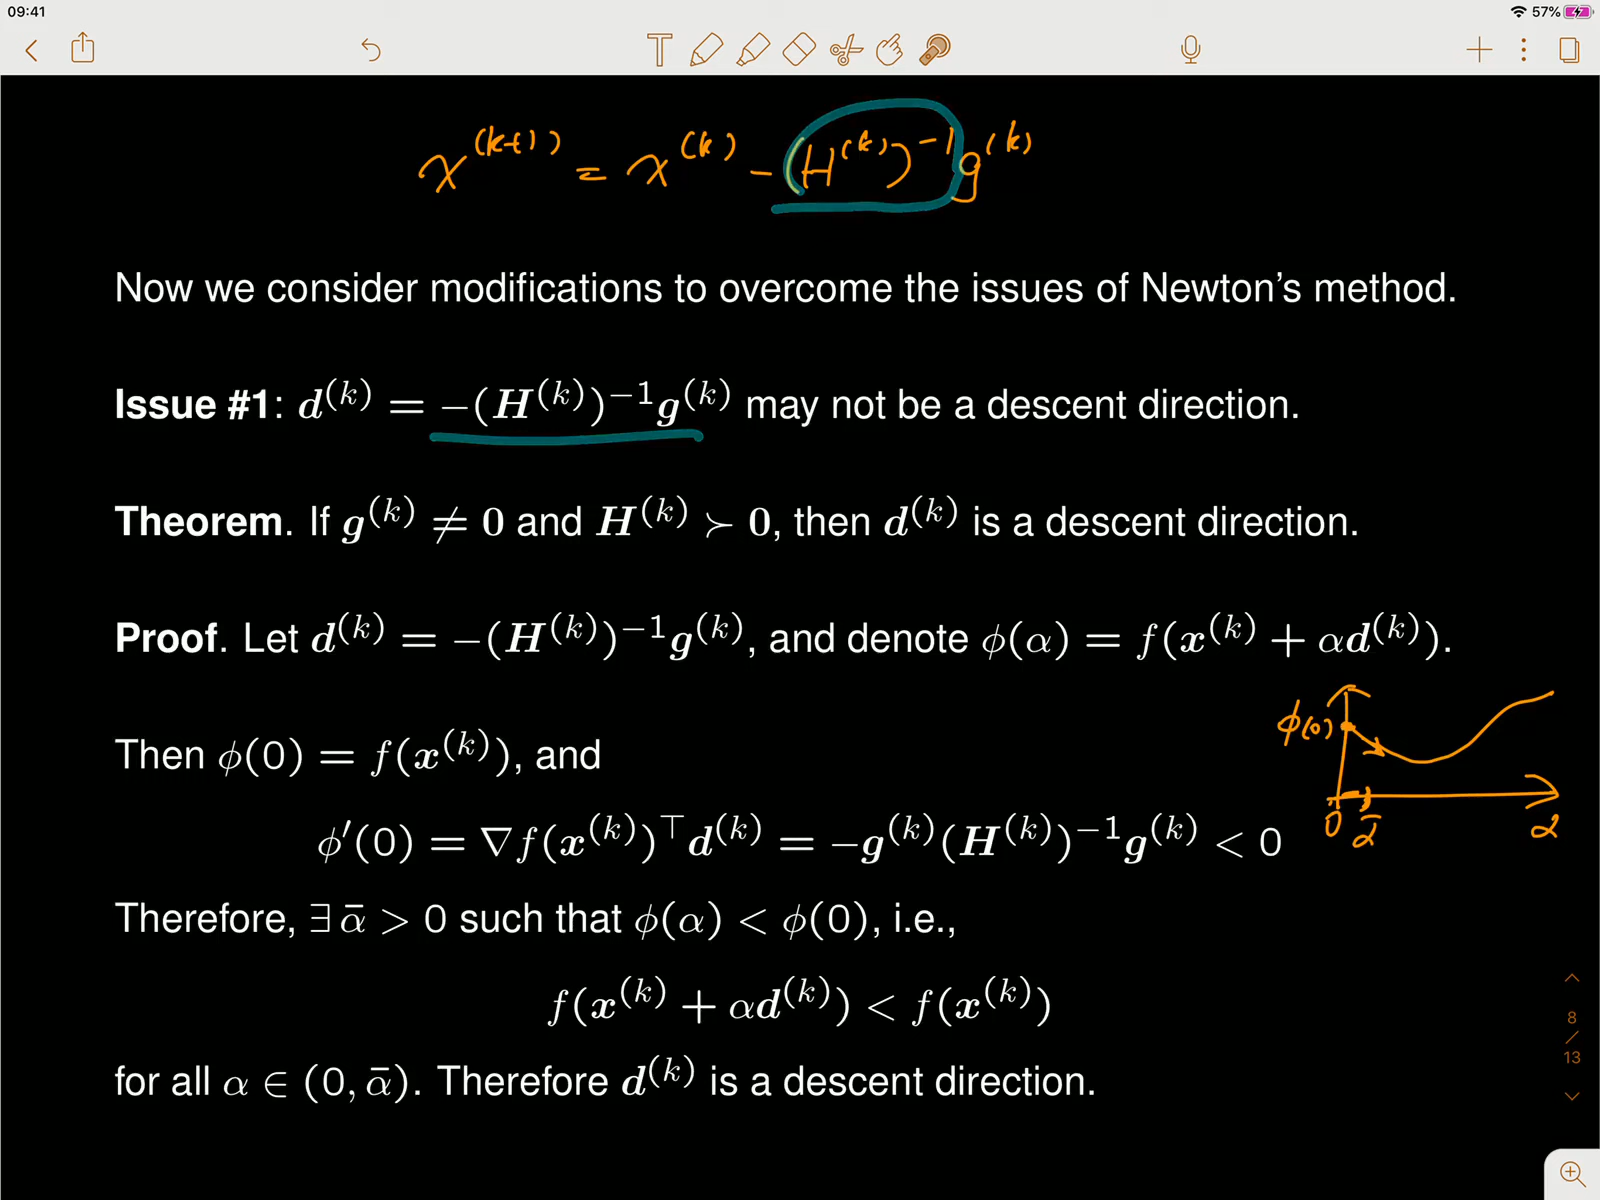 09:41
57%
x^(k+1) = x^(k) - (H^(k))^-1 g^(k)
Now we consider modifications to overcome the issues of Newton's method.
Issue #1: d^(k) = −(H^(k))^−1 g^(k) may not be a descent direction.
Theorem. If g^(k) ≠ 0 and H^(k) ≻ 0, then d^(k) is a descent direction.
Proof. Let d^(k) = −(H^(k))^−1 g^(k), and denote ϕ(α) = f(x^(k) + αd^(k)).
Then ϕ(0) = f(x^(k)), and
ϕ(0)
0 ᾱ α
ϕ′(0) = ∇f(x^(k))^⊤ d^(k) = −g^(k)(H^(k))^−1 g^(k) < 0
Therefore, ∃ ᾱ > 0 such that ϕ(α) < ϕ(0), i.e.,
f(x^(k) + αd^(k)) < f(x^(k))
for all α ∈ (0, ᾱ). Therefore d^(k) is a descent direction.
8
/
13